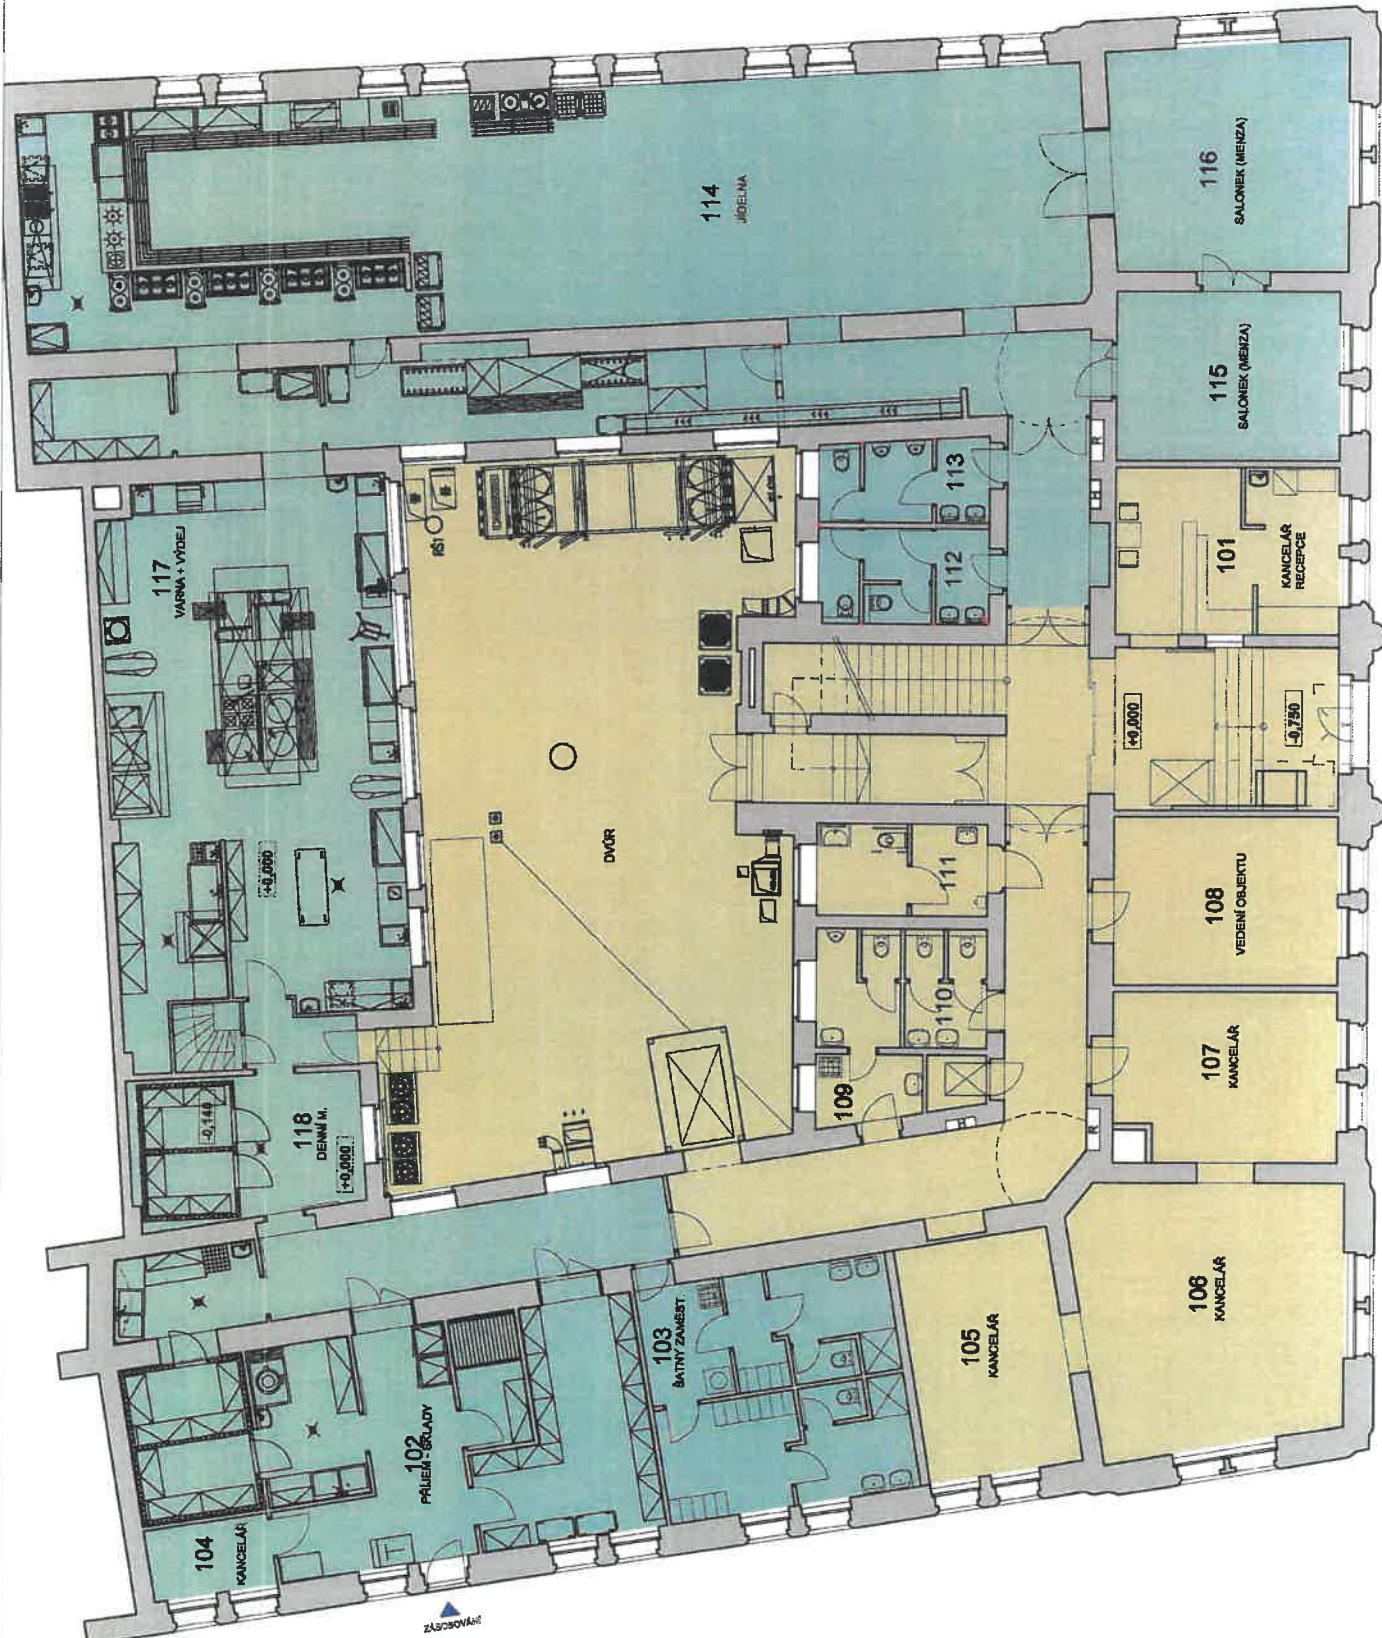 114
JÍDELNA
116
SALONEK (MENZA)
115
SALONEK (MENZA)
117
VARNA + VÝDEJ
RŠ1
113
112
R
H
101
KANCELÁŘ
RECEPCE
+0,000
-0,750
+0,000
DVŮR
111
110
109
108
VEDENÍ OBJEKTU
107
KANCELÁŘ
H
R
118
DENNÍ M.
+0,000
-0,140
106
KANCELÁŘ
105
KANCELÁŘ
103
ŠATNY ZAMĚST.
102
PŘÍJEM - SKLADY
T
104
KANCELÁŘ
ZÁSOBOVÁNÍ